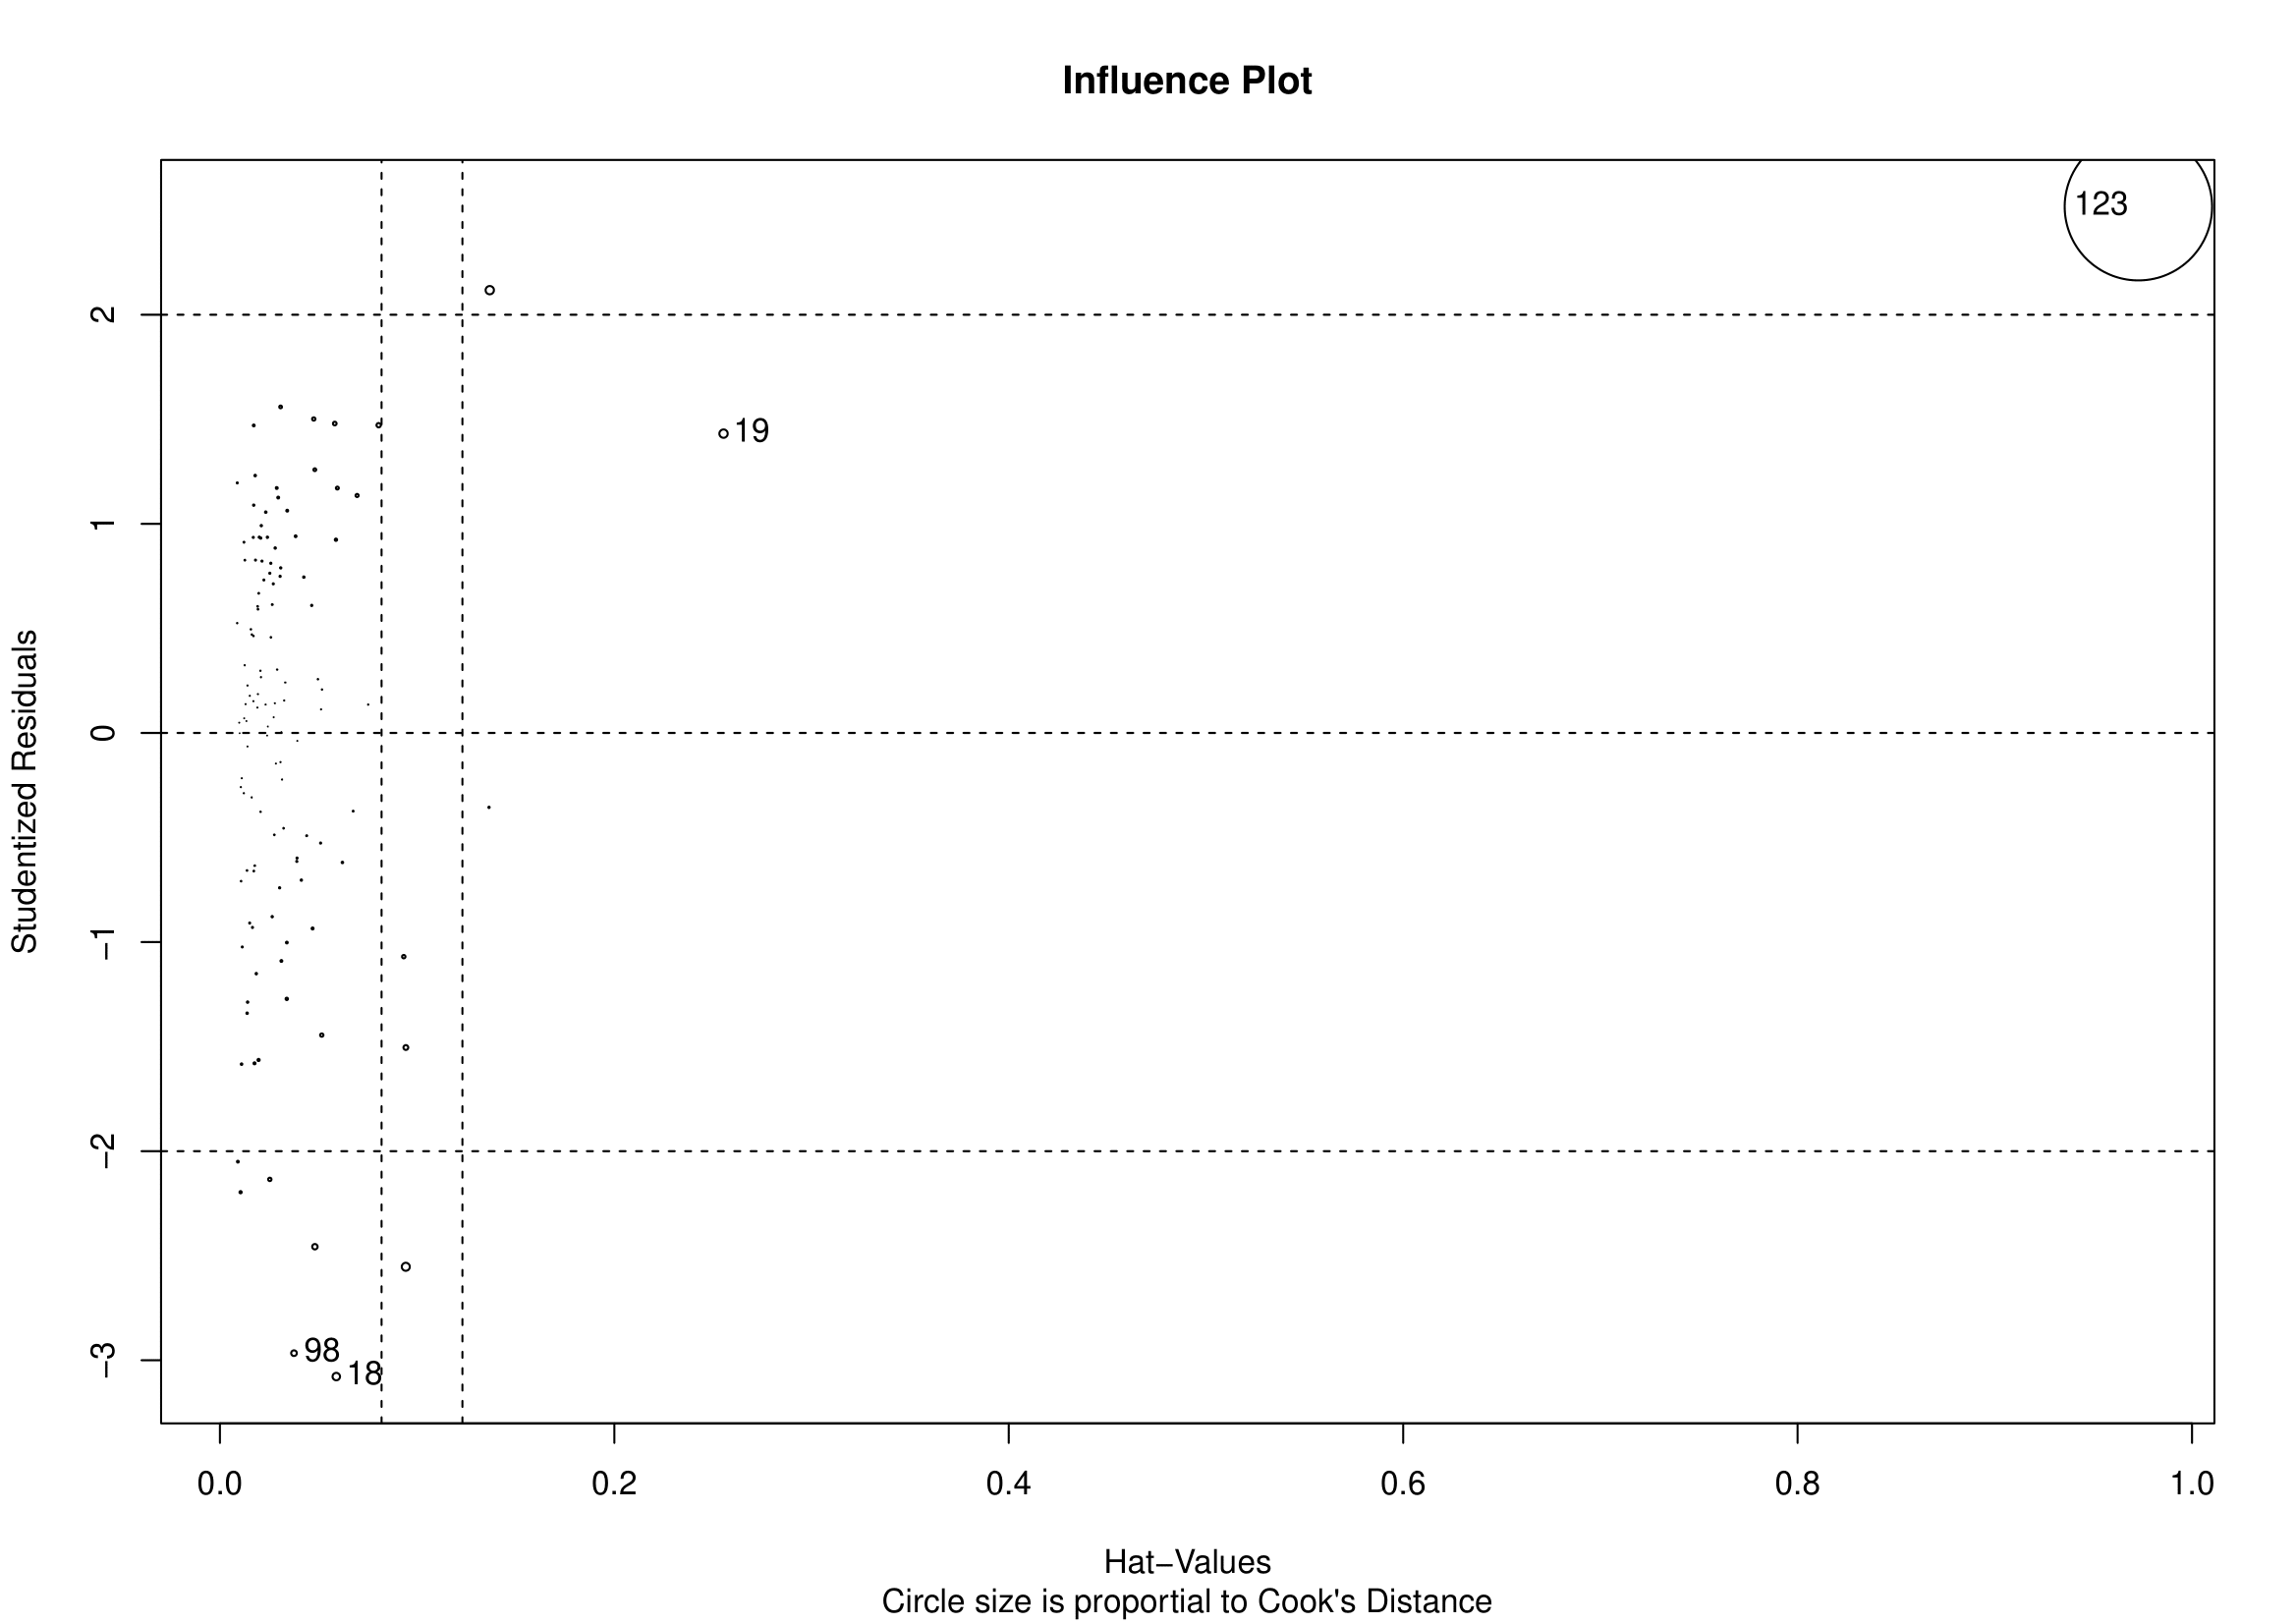 Influence Plot
123
2
19
1
0
Studentized Residuals
−1
−2
98
−3
18
0.0 0.2 0.4 0.6 0.8 1.0
Hat−Values
Circle size is proportial to Cook's Distance